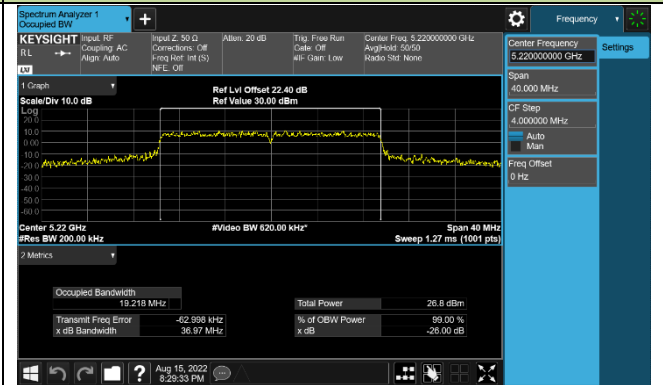 Spectrum Analyzer 1
Occupied BW
+
Frequency
KEYSIGHT
RL
LXI
Input: RF
Coupling: AC
Align: Auto
Input Z: 50 Ω
Corrections: Off
Freq Ref: Int (S)
NFE: Off
Atten: 20 dB
Trig: Free Run
Gate: Off
#IF Gain: Low
Center Freq: 5.220000000 GHz
Avg|Hold: 50/50
Radio Std: None
Center Frequency
5.220000000 GHz
Settings
Span
40.000 MHz
CF Step
4.000000 MHz
Auto
Man
Freq Offset
0 Hz
1 Graph
Scale/Div 10.0 dB
Ref Lvl Offset 22.40 dB
Ref Value 30.00 dBm
Log
20.0
10.0
0.00
-10.0
-20.0
-30.0
-40.0
-50.0
-60.0
Center 5.22 GHz
#Res BW 200.00 kHz
#Video BW 620.00 kHz*
Span 40 MHz
Sweep 1.27 ms (1001 pts)
2 Metrics
Occupied Bandwidth
19.218 MHz
Total Power 26.8 dBm
Transmit Freq Error -62.998 kHz
% of OBW Power 99.00 %
x dB Bandwidth 36.97 MHz
x dB -26.00 dB
?
Aug 15, 2022
8:29:33 PM